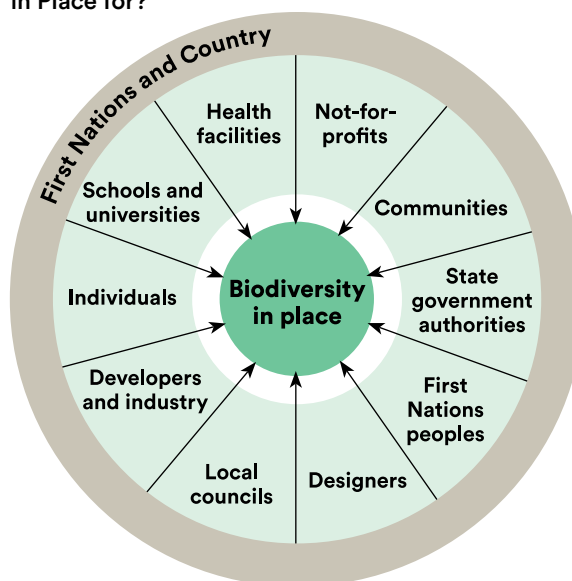 in Place for?
First Nations and Country
Health
facilities
Not-for-
profits
Communities
State
government
authorities
First
Nations
peoples
Designers
Local
councils
Developers
and industry
Individuals
Schools and
universities
Biodiversity
in place